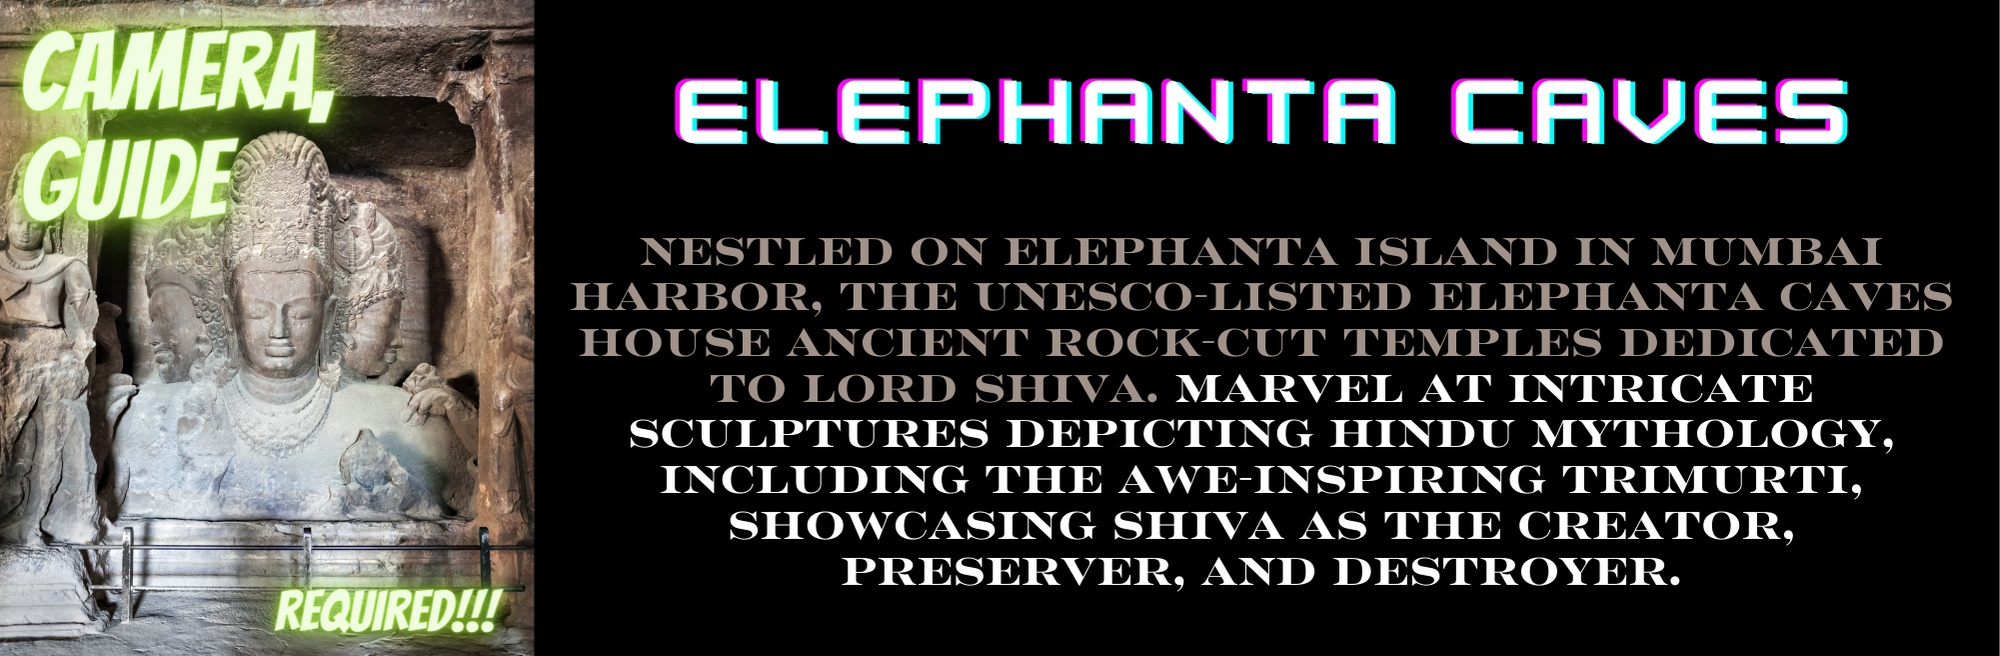 CAMERA,
GUIDE
REQUIRED!!!
ELEPHANTA CAVES
NESTLED ON ELEPHANTA ISLAND IN MUMBAI
HARBOR, THE UNESCO-LISTED ELEPHANTA CAVES
HOUSE ANCIENT ROCK-CUT TEMPLES DEDICATED
TO LORD SHIVA. MARVEL AT INTRICATE
SCULPTURES DEPICTING HINDU MYTHOLOGY,
INCLUDING THE AWE-INSPIRING TRIMURTI,
SHOWCASING SHIVA AS THE CREATOR,
PRESERVER, AND DESTROYER.